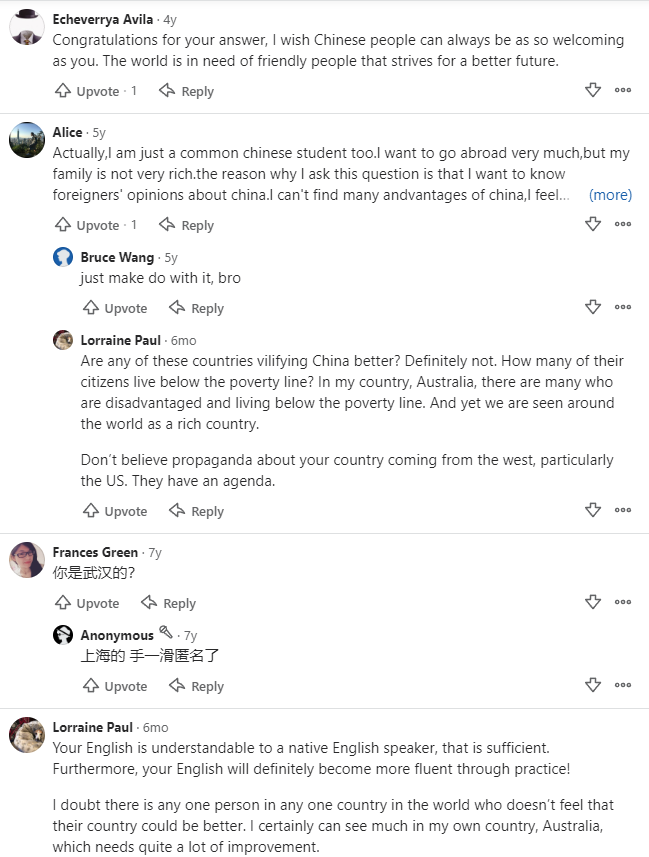 Echeverrya Avila · 4y
Congratulations for your answer, I wish Chinese people can always be as so welcoming
as you. The world is in need of friendly people that strives for a better future.
Upvote · 1 Reply
Alice · 5y
Actually,I am just a common chinese student too.I want to go abroad very much,but my
family is not very rich.the reason why I ask this question is that I want to know
foreigners' opinions about china.I can't find many andvantages of china,I feel... (more)
Upvote · 1 Reply
Bruce Wang · 5y
just make do with it, bro
Upvote Reply
Lorraine Paul · 6mo
Are any of these countries vilifying China better? Definitely not. How many of their
citizens live below the poverty line? In my country, Australia, there are many who
are disadvantaged and living below the poverty line. And yet we are seen around
the world as a rich country.
Don't believe propaganda about your country coming from the west, particularly
the US. They have an agenda.
Upvote Reply
Frances Green · 7y
你是武汉的?
Upvote Reply
Anonymous · 7y
上海的 手一滑匿名了
Upvote Reply
Lorraine Paul · 6mo
Your English is understandable to a native English speaker, that is sufficient.
Furthermore, your English will definitely become more fluent through practice!
I doubt there is any one person in any one country in the world who doesn't feel that
their country could be better. I certainly can see much in my own country, Australia,
which needs quite a lot of improvement.